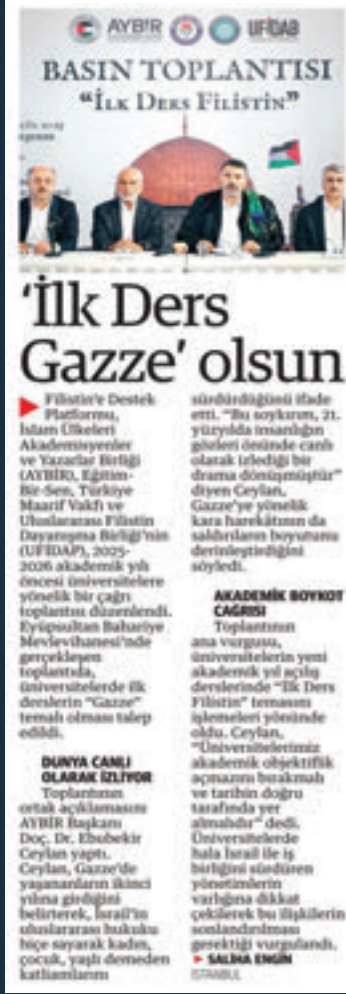 AYBİR
UFİDAB
BASIN TOPLANTISI
“İLK DERS FİLİSTİN”
‘İlk Ders
Gazze’ olsun
Filistin’e Destek
Platformu,
İslam Ülkeleri
Akademisyenler
ve Yazarlar Birliği
(AYBİR), Eğitim-
Bir-Sen, Türkiye
Maarif Vakfı ve
Uluslararası Filistin
Dayanışma Birliği’nin
(UFİDAP), 2025-
2026 akademik yılı
öncesi üniversitelere
yönelik bir çağrı
toplantısı düzenlendi.
Eyüpsultan Bahariye
Mevlevihanesi’nde
gerçekleşen
toplantıda,
üniversitelerde ilk
derslerin “Gazze”
temalı olması talep
edildi.
DÜNYA CANLI
OLARAK İZLİYOR
Toplantının
ortak açıklamasını
AYBİR Başkanı
Doç. Dr. Ebubekir
Ceylan yaptı.
Ceylan, Gazze’de
yaşananların ikinci
yılına girdiğini
belirterek, İsrail’in
uluslararası hukuku
hiçe sayarak kadın,
çocuk, yaşlı demeden
katliamlarını
sürdürdüğünü ifade
etti. “Bu soykırım, 21.
yüzyılda insanlığın
gözleri önünde canlı
olarak izlediği bir
drama dönüşmüştür”
diyen Ceylan,
Gazze’ye yönelik
kara harekâtının da
saldırıların boyutunu
derinleştirdiğini
söyledi.
AKADEMİK BOYKOT
ÇAĞRISI
Toplantının
ana vurgusu,
üniversitelerin yeni
akademik yıl açılış
derslerinde “İlk Ders
Filistin” temasını
işlemeleri yönünde
oldu. Ceylan,
“Üniversitelerimiz
akademik objektiflik
açmazını bırakmalı
ve tarihin doğru
tarafında yer
almalıdır” dedi.
Üniversitelerde
hala İsrail ile iş
birliğini sürdüren
yönetimlerin
varlığına dikkat
çekilerek bu ilişkilerin
sonlandırılması
gerektiği vurgulandı.
SALİHA ENGİN
İSTANBUL